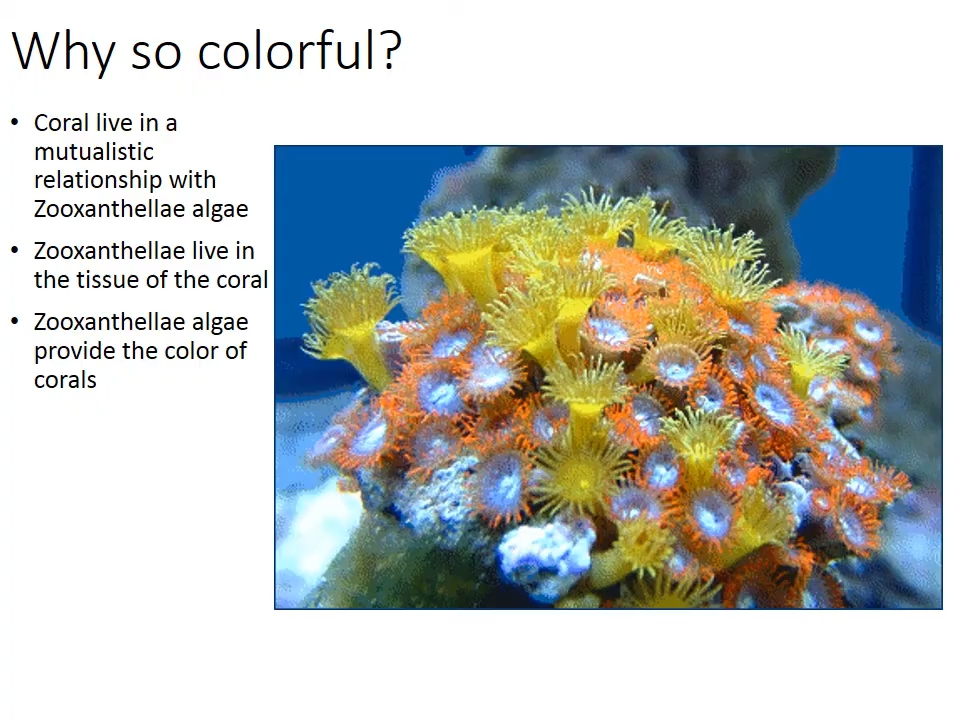 Why so colorful?
• Coral live in a
mutualistic
relationship with
Zooxanthellae algae
• Zooxanthellae live in
the tissue of the coral
• Zooxanthellae algae
provide the color of
corals